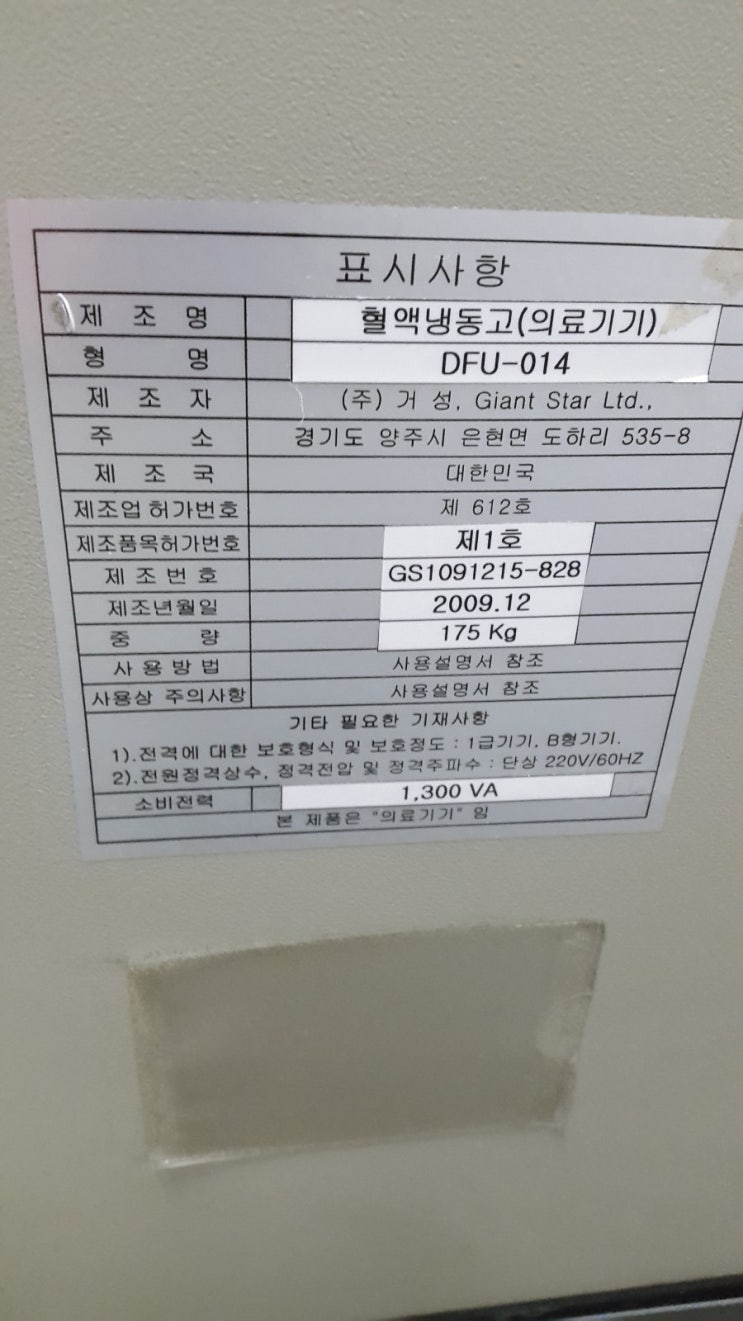 표시사항
제 조 명 혈액냉동고(의료기기)
형 명 DFU-014
제 조 자 (주) 거 성, Giant Star Ltd.,
주 소 경기도 양주시 은현면 도하리 535-8
제 조 국 대한민국
제조업 허가번호 제 612호
제조품목허가번호 제1호
제 조 번 호 GS1091215-828
제조년월일 2009.12
중 량 175 Kg
사 용 방 법 사용설명서 참조
사용상 주의사항 사용설명서 참조
기타 필요한 기재사항
1).전격에 대한 보호형식 및 보호정도 : 1급기기, B형기기.
2).전원정격상수, 정격전압 및 정격주파수 : 단상 220V/60HZ
소비전력 1,300 VA
본 제품은 "의료기기" 임